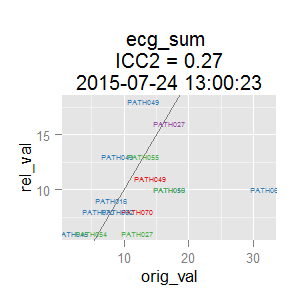 ecg_sum
ICC2 = 0.27
2015-07-24 13:00:23
PATH049
PATH027
15
PATH055
PATH049
10
PATH059
PATH016
PATH070
PATH054
PATH027
10
20
30
rel_val
orig_val